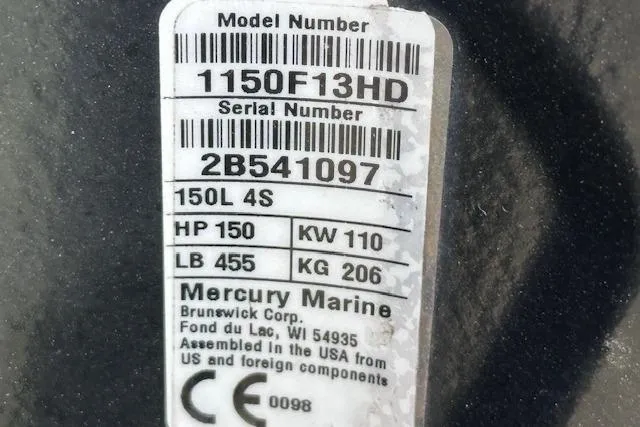 Model Number
1150F13HD
Serial Number
2B541097
150L 4S
HP 150 KW 110
LB 455 KG 206
Mercury Marine
Brunswick Corp.
Fond du Lac, WI 54935
Assembled in the USA from
US and foreign components
CE 0098